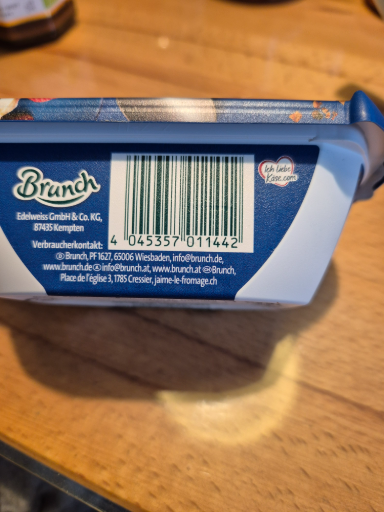 Brunch
Edelweiss GmbH & Co. KG,
87435 Kempten
4 045357 011442
Ich liebe
Käse.com
Verbraucherkontakt:
Ⓓ Brunch, PF 1627, 65006 Wiesbaden, info@brunch.de,
www.brunch.de Ⓐ info@brunch.at, www.brunch.at ⒸⒽ Brunch,
Place de l'église 3, 1785 Cressier, jaime-le-fromage.ch